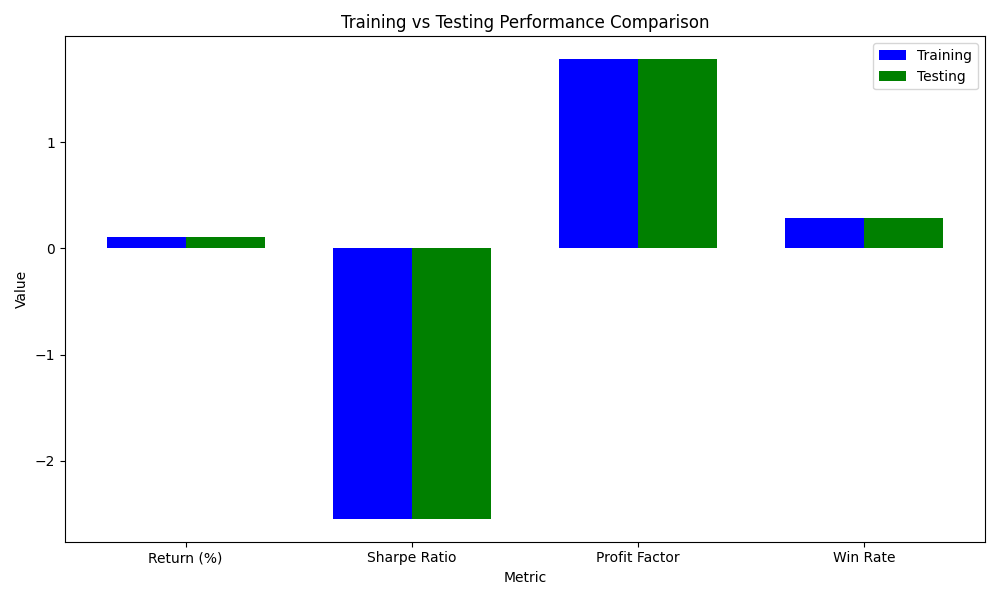 Training vs Testing Performance Comparison
Training
Testing
Value
1
0
−1
−2
Return (%)
Sharpe Ratio
Profit Factor
Win Rate
Metric